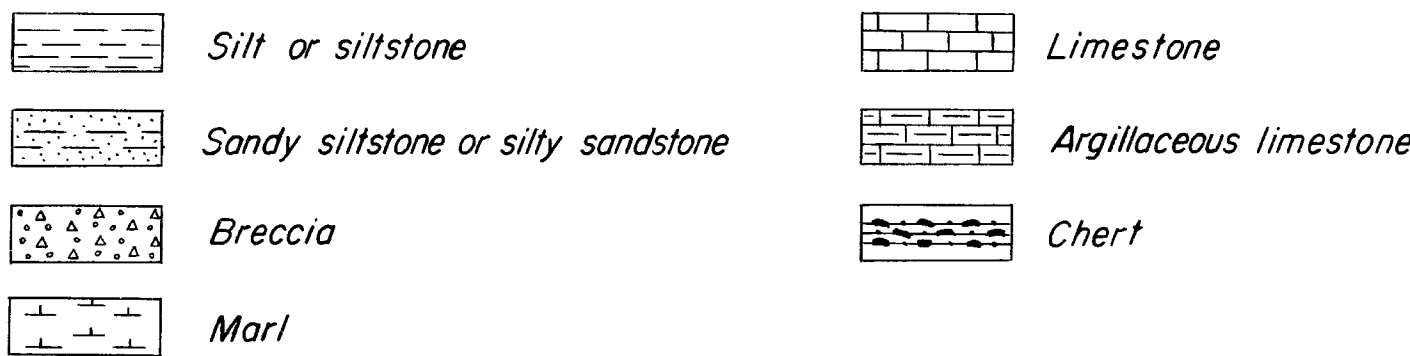 Silt or siltstone
Sandy siltstone or silty sandstone
Breccia
Marl
Limestone
Argillaceous limestone
Chert